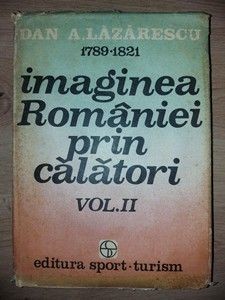 DAN A. LĂZĂRESCU
1789-1821
imaginea
României
prin
călători
VOL.II
editura sport-turism